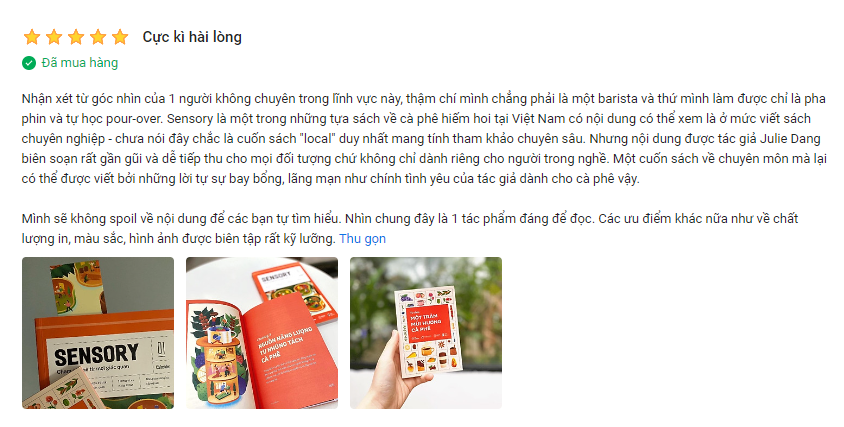 Cực kì hài lòng
Đã mua hàng
Nhận xét từ góc nhìn của 1 người không chuyên trong lĩnh vực này, thậm chí mình chẳng phải là một barista và thứ mình làm được chỉ là pha
phin và tự học pour-over. Sensory là một trong những tựa sách về cà phê hiếm hoi tại Việt Nam có nội dung có thể xem là ở mức viết sách
chuyên nghiệp - chưa nói đây chắc là cuốn sách "local" duy nhất mang tính tham khảo chuyên sâu. Nhưng nội dung được tác giả Julie Dang
biên soạn rất gần gũi và dễ tiếp thu cho mọi đối tượng chứ không chỉ dành riêng cho người trong nghề. Một cuốn sách về chuyên môn mà lại
có thể được viết bởi những lời tự sự bay bổng, lãng mạn như chính tình yêu của tác giả dành cho cà phê vậy.
Mình sẽ không spoil về nội dung để các bạn tự tìm hiểu. Nhìn chung đây là 1 tác phẩm đáng để đọc. Các ưu điểm khác nữa như về chất
lượng in, màu sắc, hình ảnh được biên tập rất kỹ lưỡng. Thu gọn
SENSORY
SENSORY
MUÔN NĂNG LƯỢNG
TỪ NHỮNG TÁCH
CÀ PHÊ
MỘT TRĂM
MÙI HƯƠNG
CÀ PHÊ